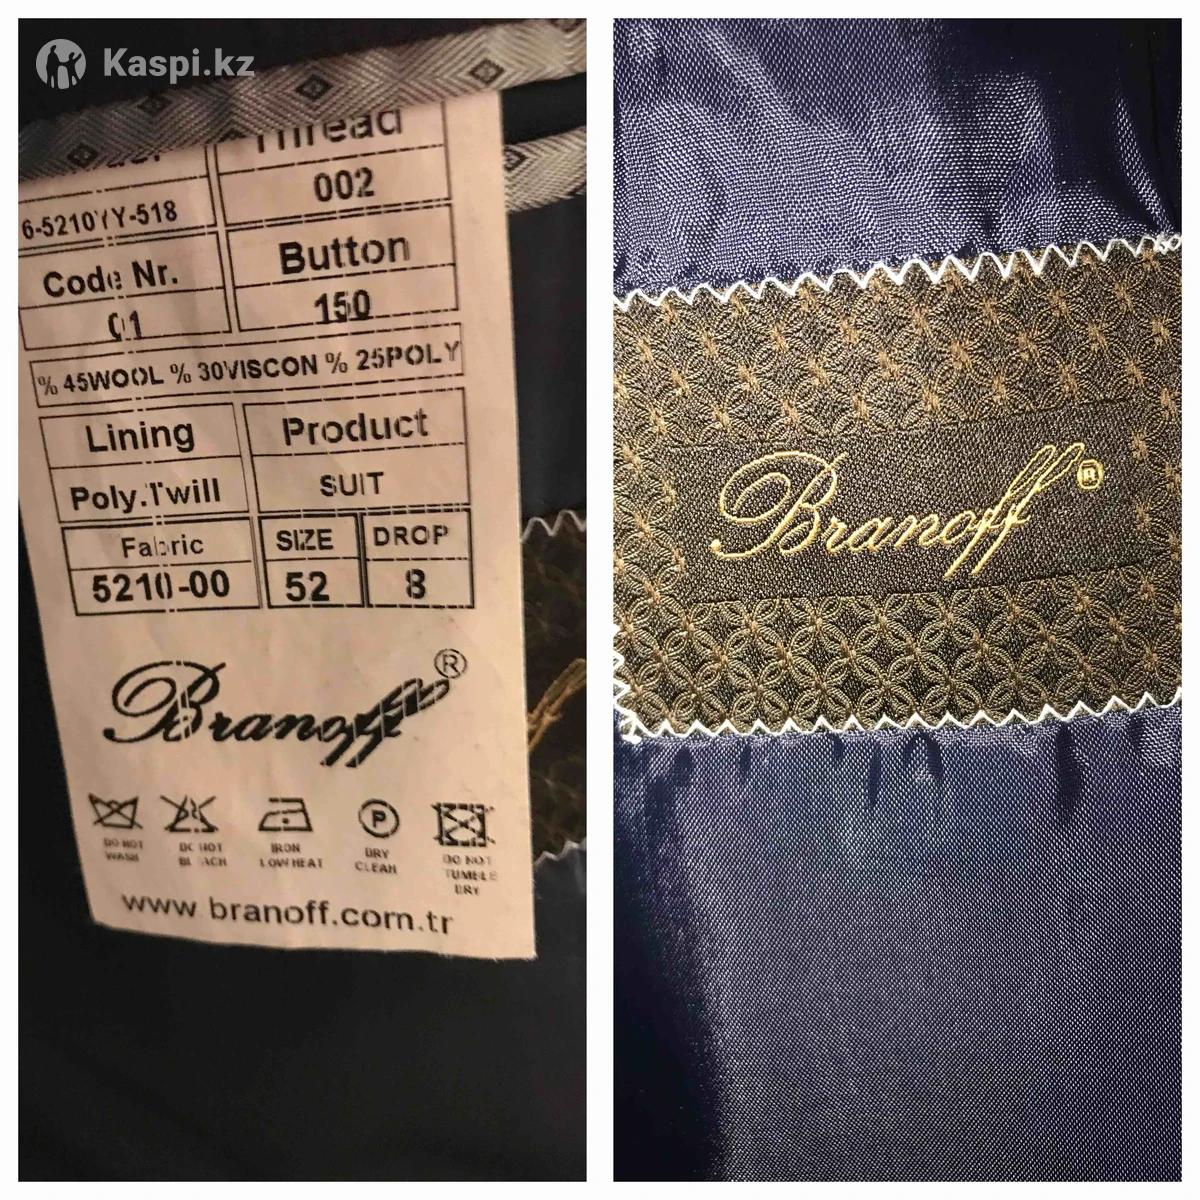 Kaspi.kz
Thread
002
6-5210YY-518
Button
Code Nr.
150
01
% 45WOOL % 30VISCON % 25POLY
Lining
Product
Poly.Twill
SUIT
Fabric
SIZE
DROP
5210-00
52
8
Branoff ®
P
DO NOT WASH
DO NOT BLEACH
IRON LOW HEAT
DRY CLEAN
DO NOT TUMBLE DRY
www.branoff.com.tr
Branoff ®